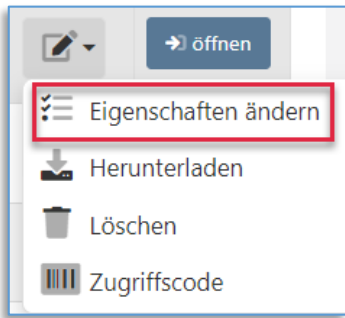 öffnen
Eigenschaften ändern
Herunterladen
Löschen
Zugriffscode